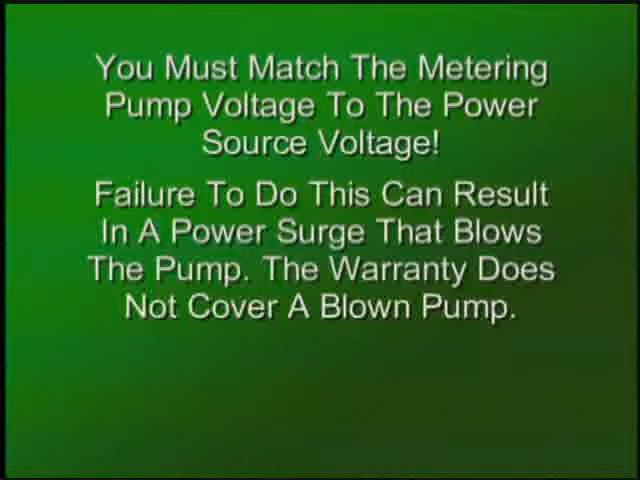 You Must Match The Metering
Pump Voltage To The Power
Source Voltage!
Failure To Do This Can Result
In A Power Surge That Blows
The Pump. The Warranty Does
Not Cover A Blown Pump.